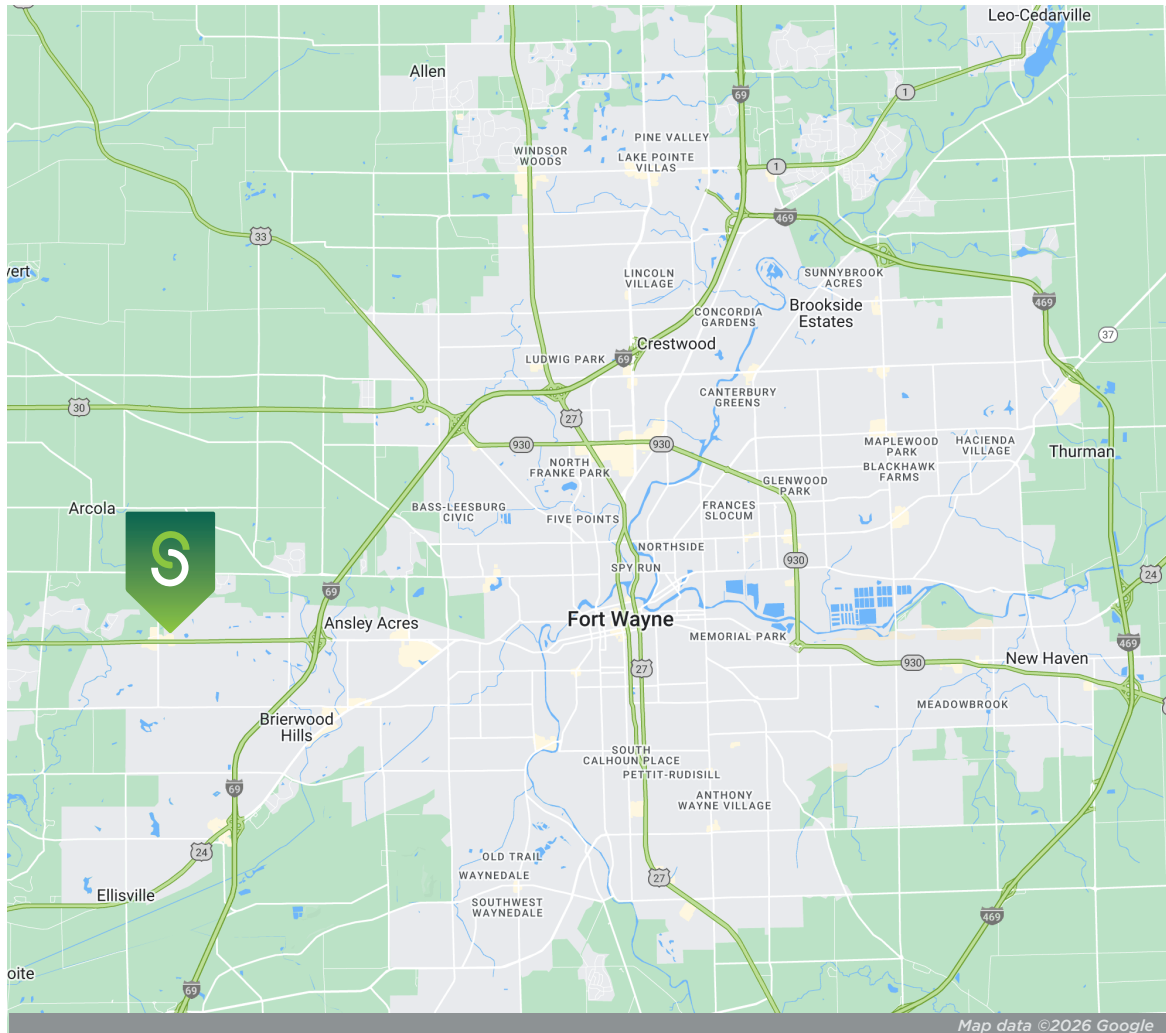 Leo-Cedarville
Allen
69
1
PINE VALLEY
WINDSOR
WOODS
LAKE POINTE
VILLAS
1
469
33
vert
LINCOLN
VILLAGE
SUNNYBROOK
ACRES
469
Brookside
Estates
CONCORDIA
GARDENS
37
Crestwood
LUDWIG PARK
69
CANTERBURY
GREENS
30
27
930
930
MAPLEWOOD
PARK
HACIENDA
VILLAGE
Thurman
NORTH
FRANKE PARK
BLACKHAWK
FARMS
GLENWOOD
PARK
Arcola
BASS-LEESBURG
CIVIC
FIVE POINTS
FRANCES
SLOCUM
NORTHSIDE
930
SPY RUN
24
69
Fort Wayne
Ansley Acres
MEMORIAL PARK
469
New Haven
930
27
MEADOWBROOK
Brierwood
Hills
SOUTH
CALHOUN PLACE
PETTIT-RUDISILL
69
ANTHONY
WAYNE VILLAGE
24
OLD TRAIL
WAYNEDALE
27
Ellisville
SOUTHWEST
WAYNEDALE
469
oite
69
Map data ©2026 Google